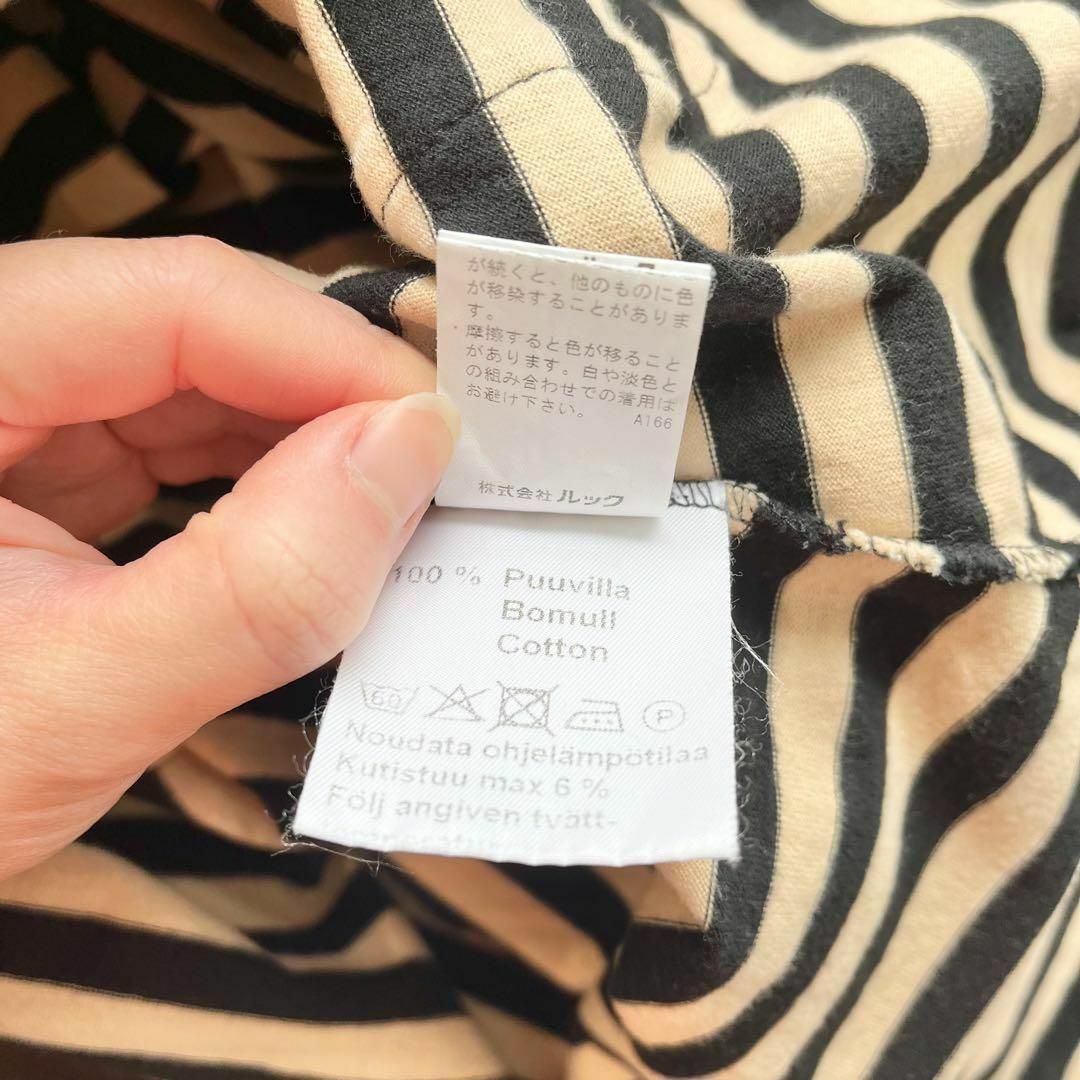 が続くと、他のものに色
が移染することがありま
す。
・摩擦すると色が移ること
があります。白や淡色と
の組み合わせでの着用は
お避け下さい。 A166
株式会社ルック
100 % Puuvilla
Bomull
Cotton
60 P
Noudata ohjelämpötilaa
Kutistuu max 6 %
Följ angiven tvätt-